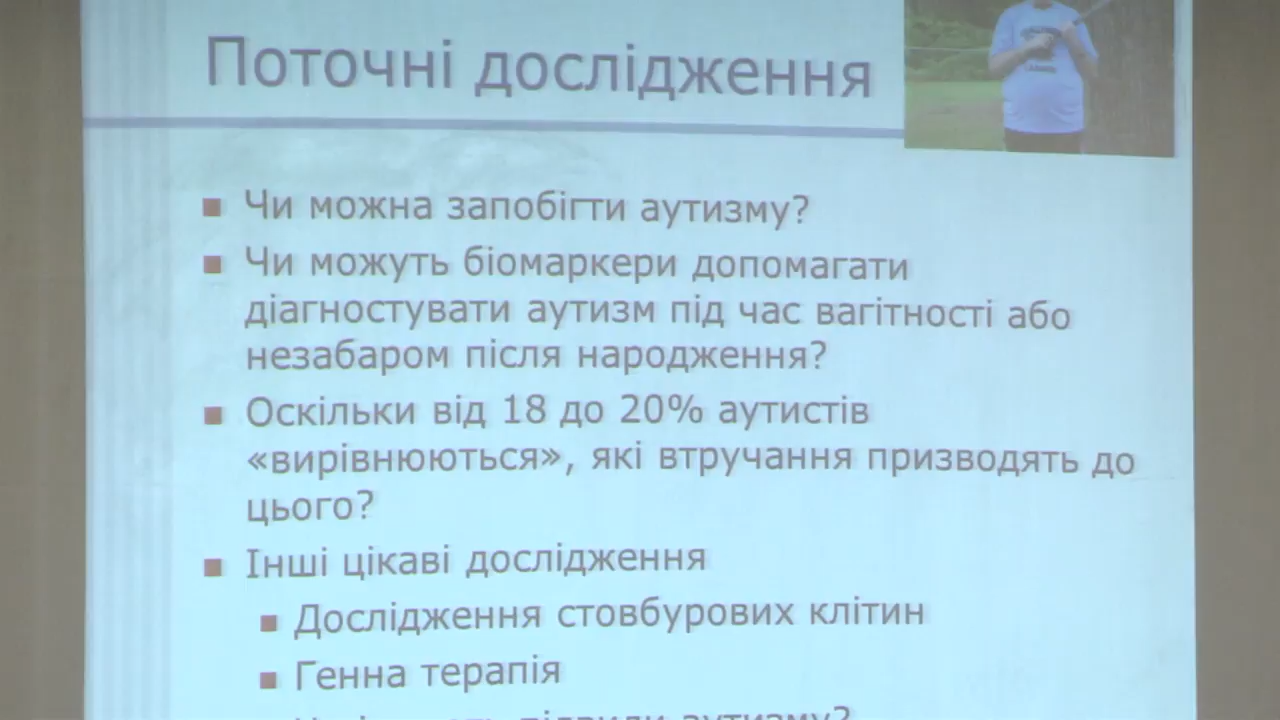 Поточні дослідження
Чи можна запобігти аутизму?
Чи можуть біомаркери допомагати
діагностувати аутизм під час вагітності або
незабаром після народження?
Оскільки від 18 до 20% аутистів
«вирівнюються», які втручання призводять до
цього?
Інші цікаві дослідження
Дослідження стовбурових клітин
Генна терапія
аутизму?